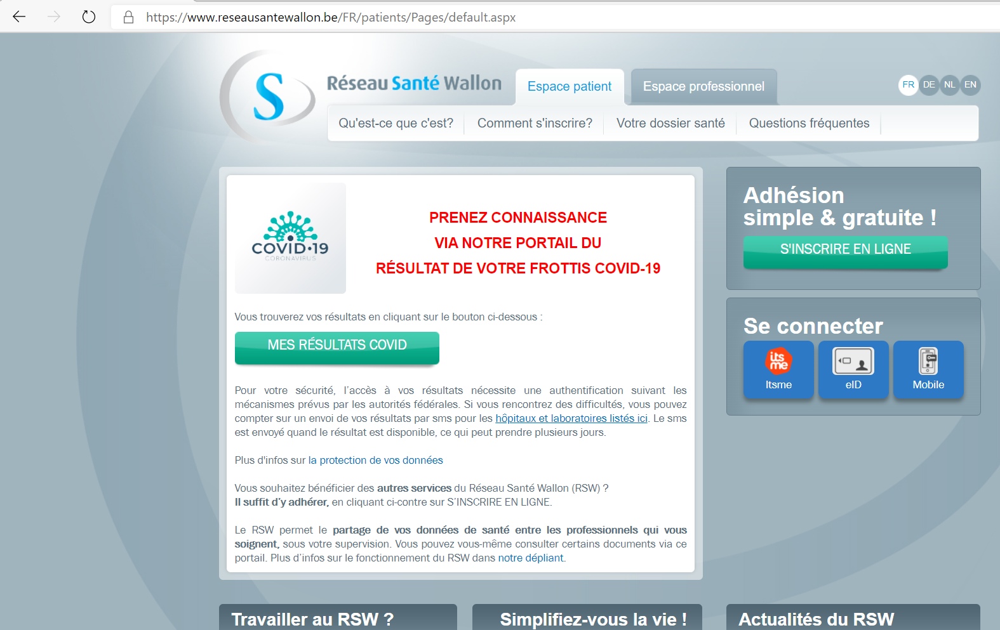 https://www.reseausantewallon.be/FR/patients/Pages/default.aspx
S
Réseau Santé Wallon
Espace patient
Espace professionnel
FR DE NL EN
Qu'est-ce que c'est?
Comment s'inscrire?
Votre dossier santé
Questions fréquentes
COVID-19
CORONAVIRUS
PRENEZ CONNAISSANCE
VIA NOTRE PORTAIL DU
RÉSULTAT DE VOTRE FROTTIS COVID-19
Vous trouverez vos résultats en cliquant sur le bouton ci-dessous :
MES RÉSULTATS COVID
Pour votre sécurité, l'accès à vos résultats nécessite une authentification suivant les
mécanismes prévus par les autorités fédérales. Si vous rencontrez des difficultés, vous pouvez
compter sur un envoi de vos résultats par sms pour les hôpitaux et laboratoires listés ici. Le sms
est envoyé quand le résultat est disponible, ce qui peut prendre plusieurs jours.
Plus d'infos sur la protection de vos données
Vous souhaitez bénéficier des autres services du Réseau Santé Wallon (RSW) ?
Il suffit d'y adhérer, en cliquant ci-contre sur S'INSCRIRE EN LIGNE.
Le RSW permet le partage de vos données de santé entre les professionnels qui vous
soignent, sous votre supervision. Vous pouvez vous-même consulter certains documents via ce
portail. Plus d'infos sur le fonctionnement du RSW dans notre dépliant.
Adhésion
simple & gratuite !
S'INSCRIRE EN LIGNE
Se connecter
its
me
Itsme
eID
Mobile
Travailler au RSW ?
Simplifiez-vous la vie !
Actualités du RSW